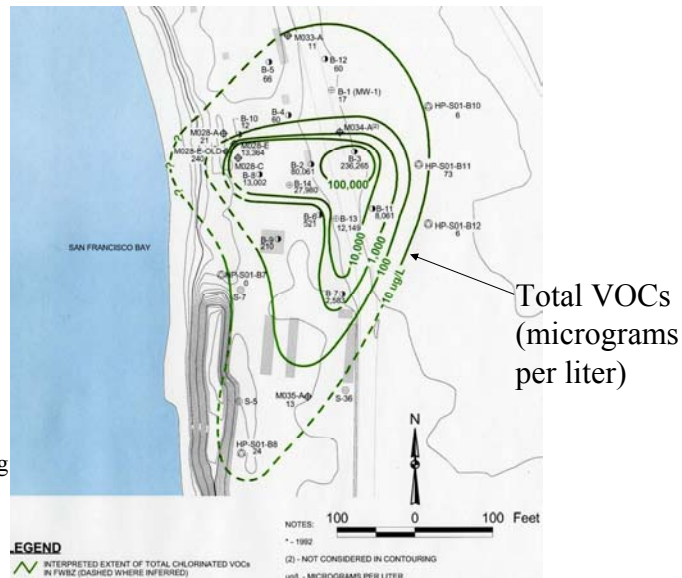 M033-A
11
B-5
66
B-12
60
B-1 (MW-1)
17
HP-S01-B10
6
B-4
60
B-10
12
M028-A
21
M034-A(2)
M028-E
13,364
M028-E-OLD
240
M028-C
B-3
236,265
B-2
80,061
HP-S01-B11
73
B-8
13,002
B-14
27,980
100,000
B-11
8,061
B-6
521
B-13
12,149
HP-S01-B12
6
B-9
210
SAN FRANCISCO BAY
10,000
1,000
100
10 ug/L
HP-S01-B7
0
S-7
B-7
2,583
Total VOCs
(micrograms
per liter)
S-5
M035-A
13
S-36
HP-S01-B8
24
N
g
100 0 100 Feet
NOTES:
* - 1992
(2) - NOT CONSIDERED IN CONTOURING
ug/L - MICROGRAMS PER LITER
LEGEND
INTERPRETED EXTENT OF TOTAL CHLORINATED VOCs
IN FWBZ (DASHED WHERE INFERRED)